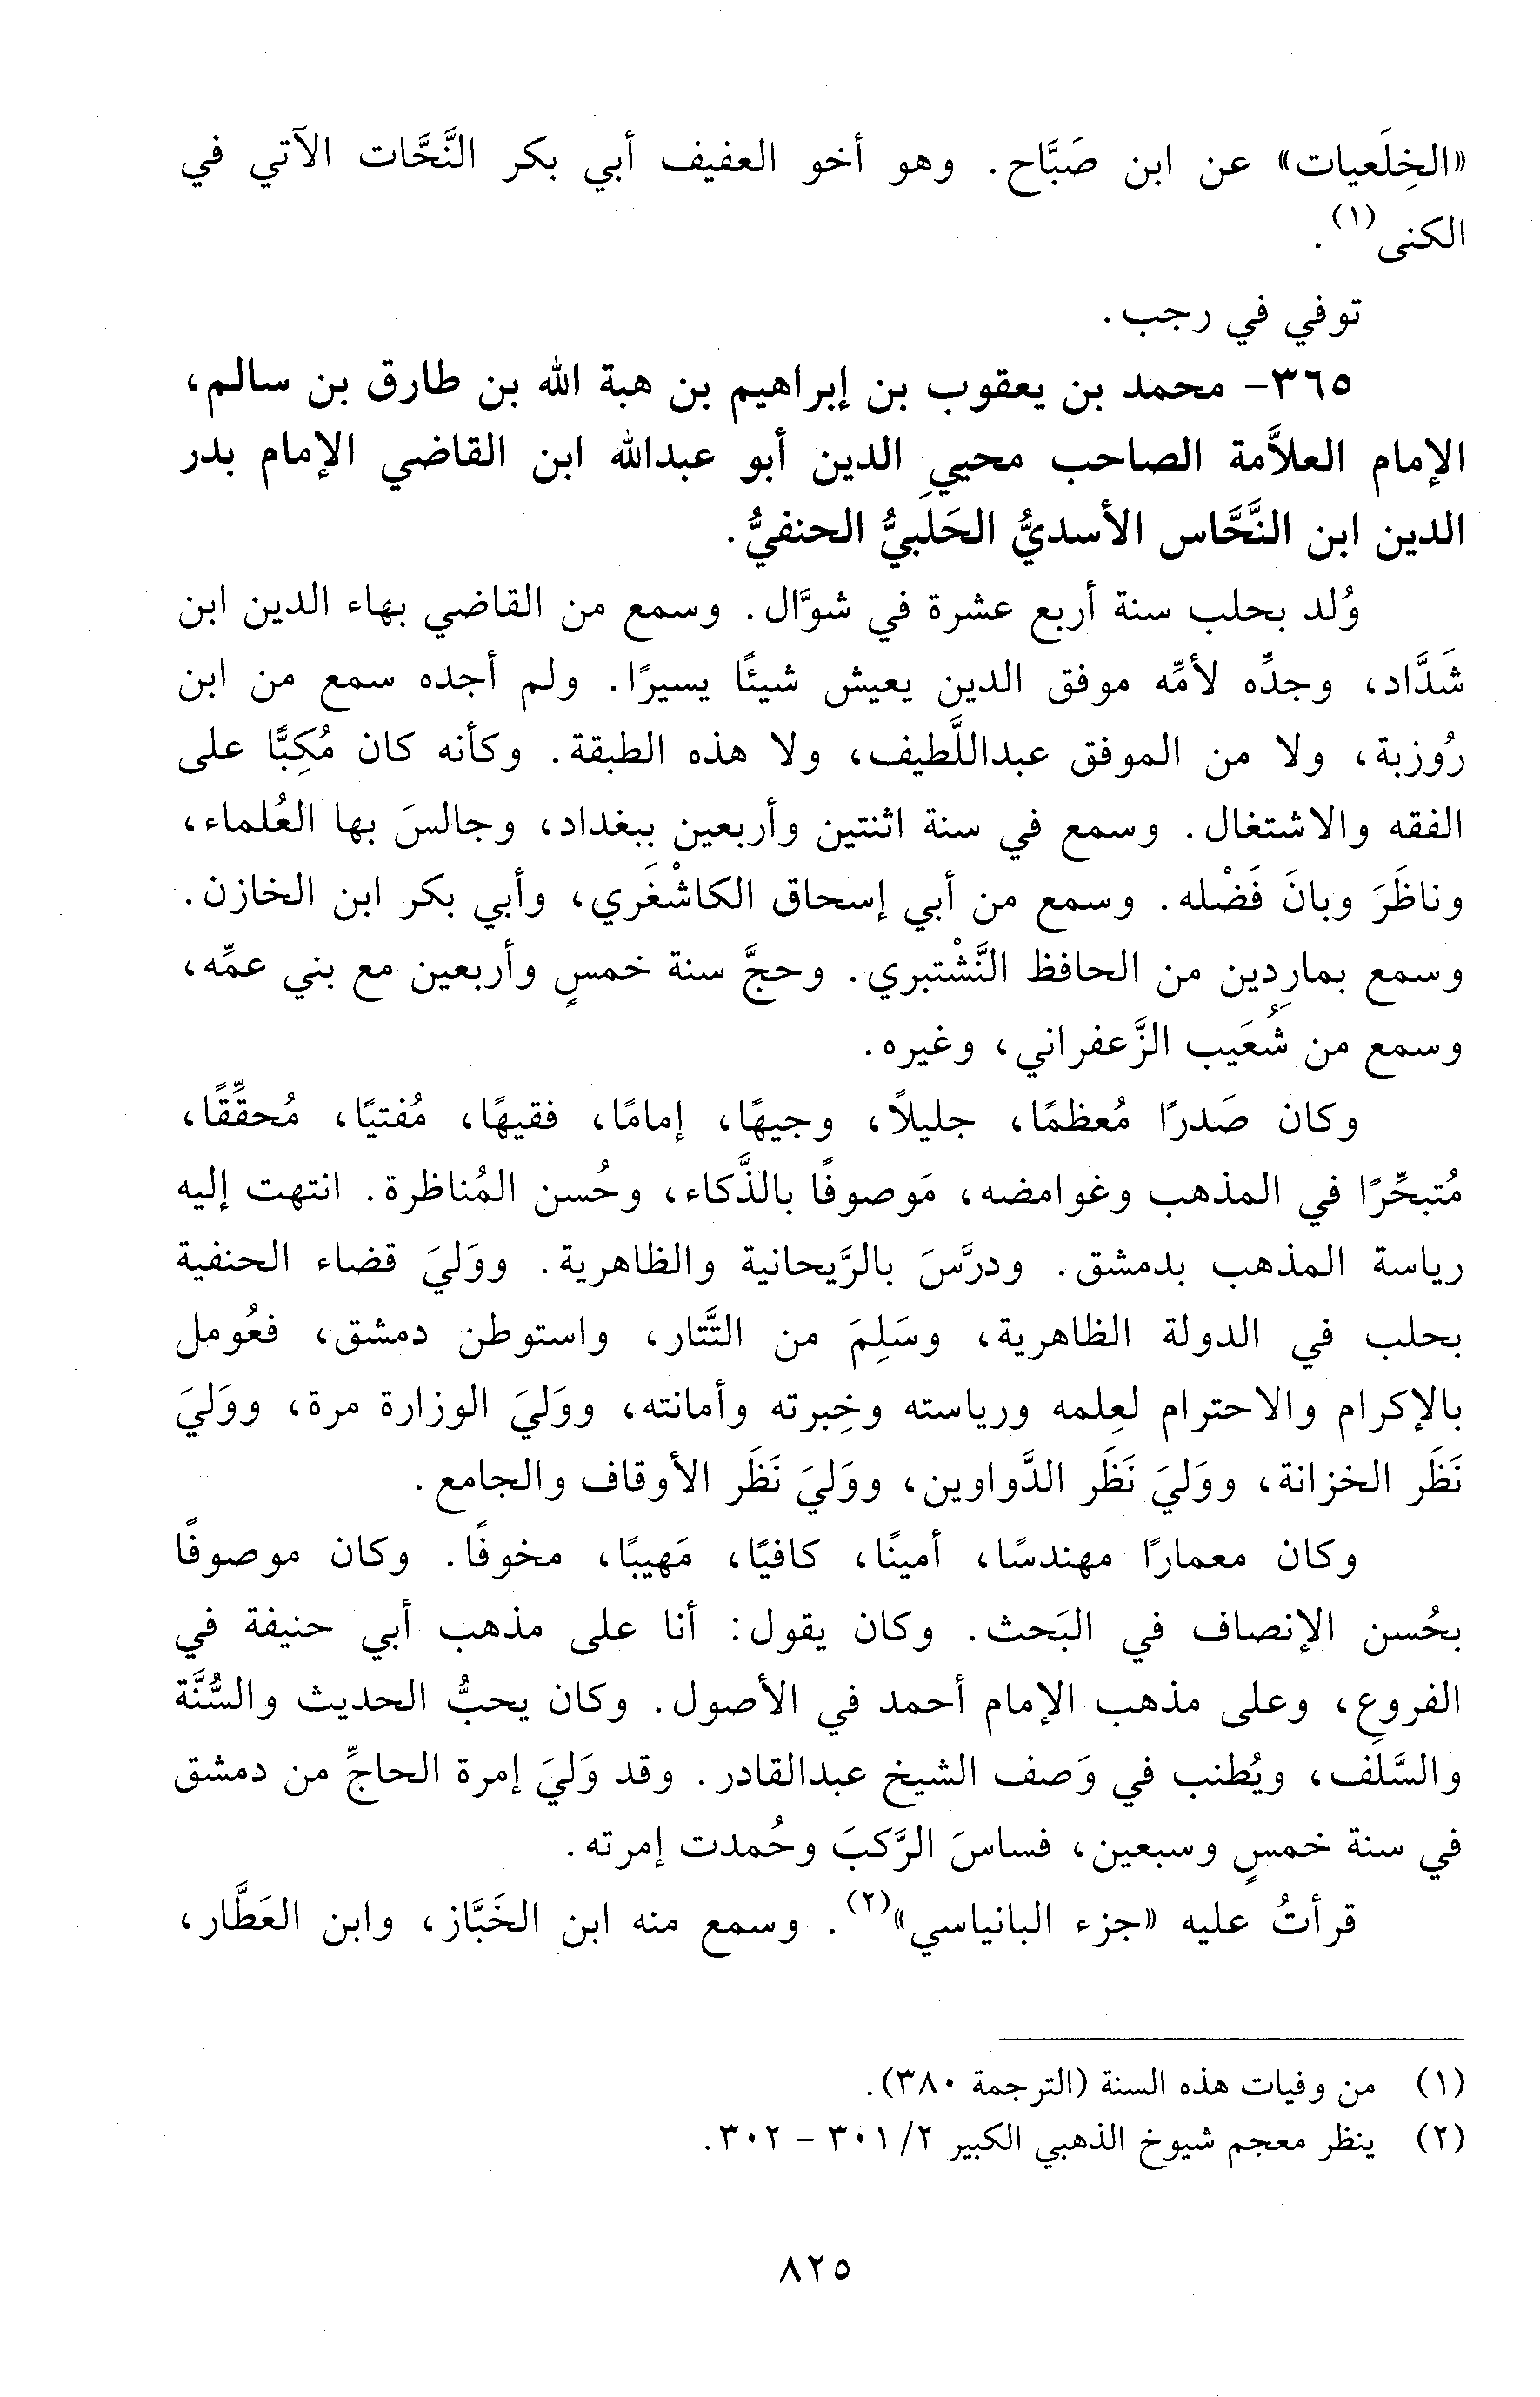 «الخِلَعيات» عن ابن صَبَّاح. وهو أخو العفيف أبي بكر النَّحَّات الآتي في
الكنى(١).
توفي في رجب.
٣٦٥- محمد بن يعقوب بن إبراهيم بن هبة الله بن طارق بن سالم،
الإمام العلاَّمة الصاحب محييِ الدين أبو عبدالله ابن القاضي الإمام بدر
الدين ابن النَّحَّاس الأسديُّ الحَلَبيُّ الحنفيُّ.
وُلد بحلب سنة أربع عشرة في شوَّال. وسمع من القاضي بهاء الدين ابن
شَدَّاد، وجدِّه لأمِّه موفق الدين يعيش شيئًا يسيرًا. ولم أجده سمع من ابن
رُوزبة، ولا من الموفق عبداللَّطيف، ولا هذه الطبقة. وكأنه كان مُكِبًّا على
الفقه والاشتغال. وسمع في سنة اثنتين وأربعين ببغداد، وجالسَ بها العُلماء،
وناظَرَ وبانَ فَضْله. وسمع من أبي إسحاق الكاشْغَري، وأبي بكر ابن الخازن.
وسمع بمارِدين من الحافظ النَّشْتبري. وحجَّ سنة خمسٍ وأربعين مع بني عمِّه،
وسمع من شُعَيب الزَّعفراني، وغيره.
وكان صَدرًا مُعظمًا، جليلاً، وجيهًا، إمامًا، فقيهًا، مُفتيًا، مُحقِّقًا،
مُتبحِّرًا في المذهب وغوامضه، مَوصوفًا بالذَّكاء، وحُسن المُناظرة. انتهت إليه
رياسة المذهب بدمشق. ودرَّسَ بالرَّيحانية والظاهرية. ووَليَ قضاء الحنفية
بحلب في الدولة الظاهرية، وسَلِمَ من التَّتار، واستوطن دمشق، فعُومل
بالإكرام والاحترام لعِلمه ورياسته وخِبرته وأمانته، ووَليَ الوزارة مرة، ووَليَ
نَظَر الخزانة، ووَليَ نَظَر الدَّواوين، ووَليَ نَظَر الأوقاف والجامع.
وكان معمارًا مهندسًا، أمينًا، كافيًا، مَهيبًا، مخوفًا. وكان موصوفًا
بحُسن الإنصاف في البَحث. وكان يقول: أنا على مذهب أبي حنيفة في
الفروعِ، وعلى مذهب الإمام أحمد في الأصول. وكان يحبُّ الحديث والسُّنَّة
والسَّلف، ويُطنب في وَصف الشيخ عبدالقادر. وقد وَليَ إمرة الحاجِّ من دمشق
في سنة خمسٍ وسبعين، فساسَ الرَّكبَ وحُمدت إمرته.
قرأتُ عليه «جزء البانياسي»(٢). وسمع منه ابن الخَبَّاز، وابن العَطَّار،
(١) من وفيات هذه السنة (الترجمة ٣٨٠).
(٢) ينظر معجم شيوخ الذهبي الكبير ٢/ ٣٠١ - ٣٠٢.
٨٢٥